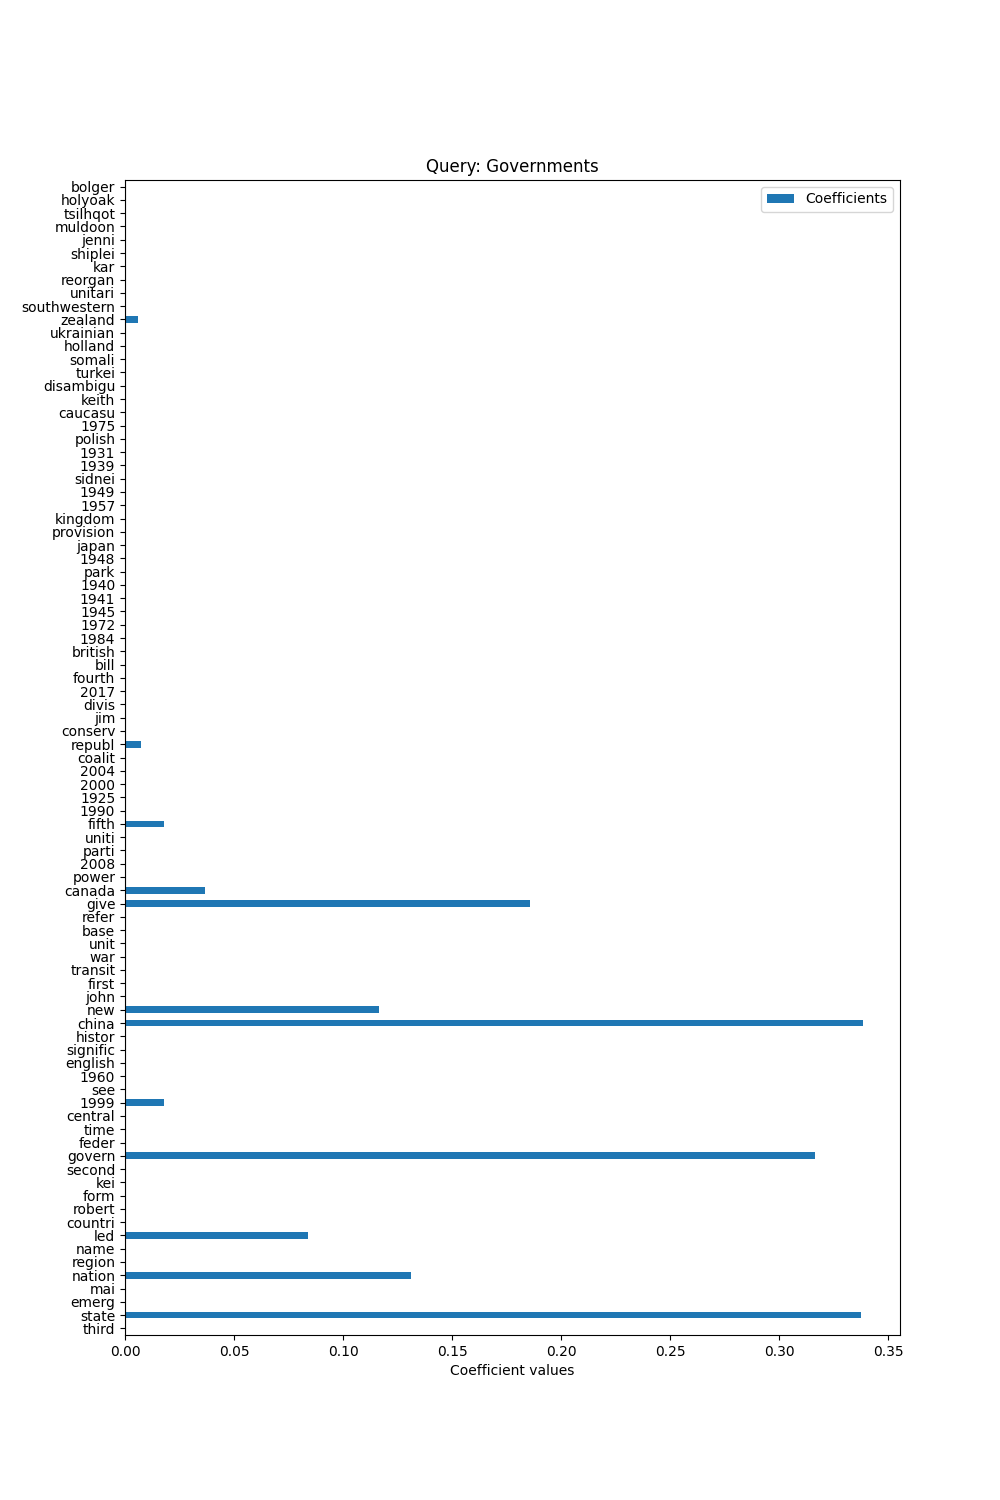 Query: Governments
Coefficients
bolger
holyoak
tsilhqot
muldoon
jenni
shiplei
kar
reorgan
unitari
southwestern
zealand
ukrainian
holland
somali
turkei
disambigu
keith
caucasu
1975
polish
1931
1939
sidnei
1949
1957
kingdom
provision
japan
1948
park
1940
1941
1945
1972
1984
british
bill
fourth
2017
divis
jim
conserv
republ
coalit
2004
2000
1925
1990
fifth
uniti
parti
2008
power
canada
give
refer
base
unit
war
transit
first
john
new
china
histor
signific
english
1960
see
1999
central
time
feder
govern
second
kei
form
robert
countri
led
name
region
nation
mai
emerg
state
third
0.00 0.05 0.10 0.15 0.20 0.25 0.30 0.35
Coefficient values